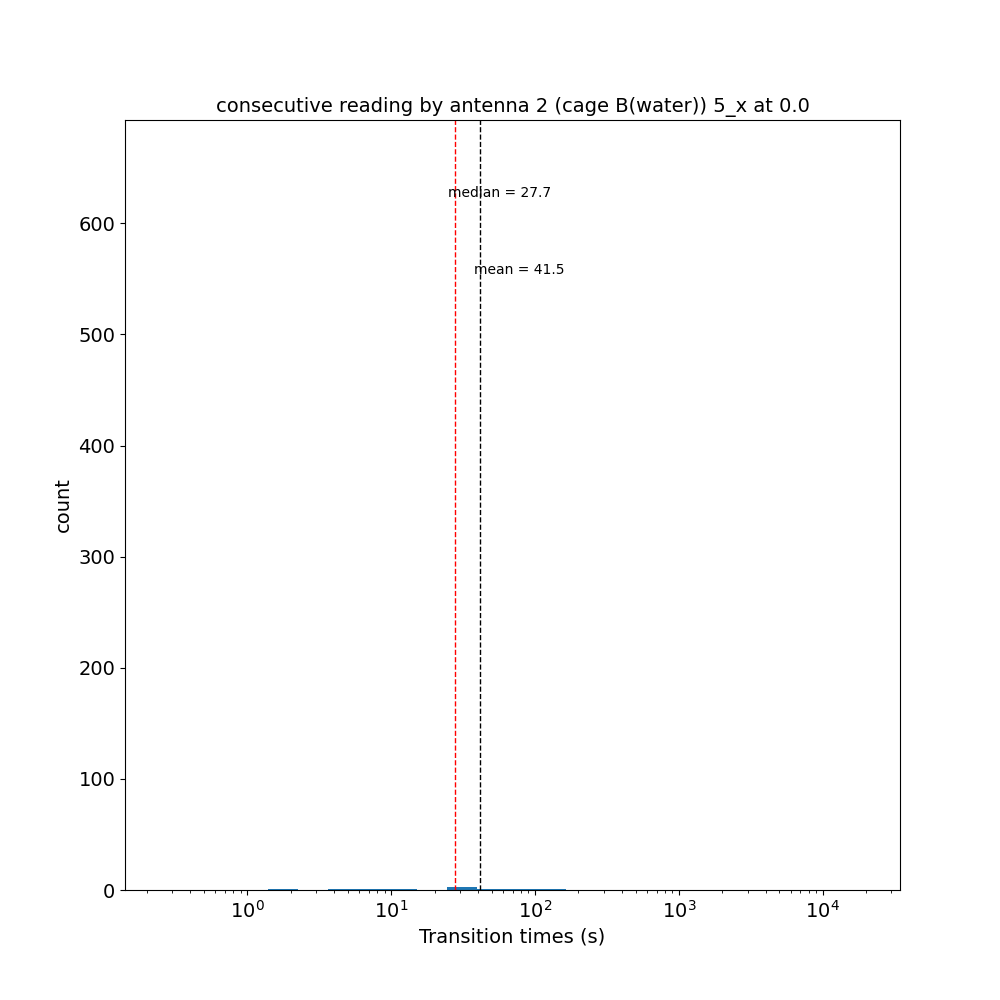 consecutive reading by antenna 2 (cage B(water)) 5_x at 0.0
median = 27.7
mean = 41.5
600
500
400
300
200
100
0
count
10⁰ 10¹ 10² 10³ 10⁴
Transition times (s)